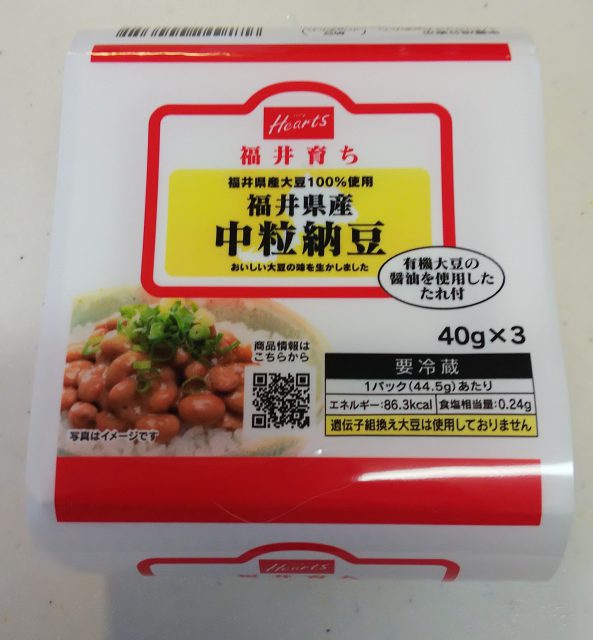 Hearts
福井育ち
福井県産大豆100%使用
福井県産
中粒納豆
おいしい大豆の味を生かしました
有機大豆の
醤油を使用した
たれ付
40g×3
商品情報は
こちらから
要冷蔵
1パック(44.5g)あたり
エネルギー:86.3kcal 食塩相当量:0.24g
遺伝子組換え大豆は使用しておりません
写真はイメージです
Hearts